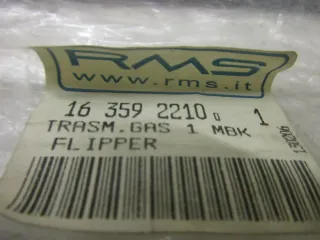 RMS
www.rms.it
16 359 2210 0 1
TRASM.GAS 1 MBK
FLIPPER